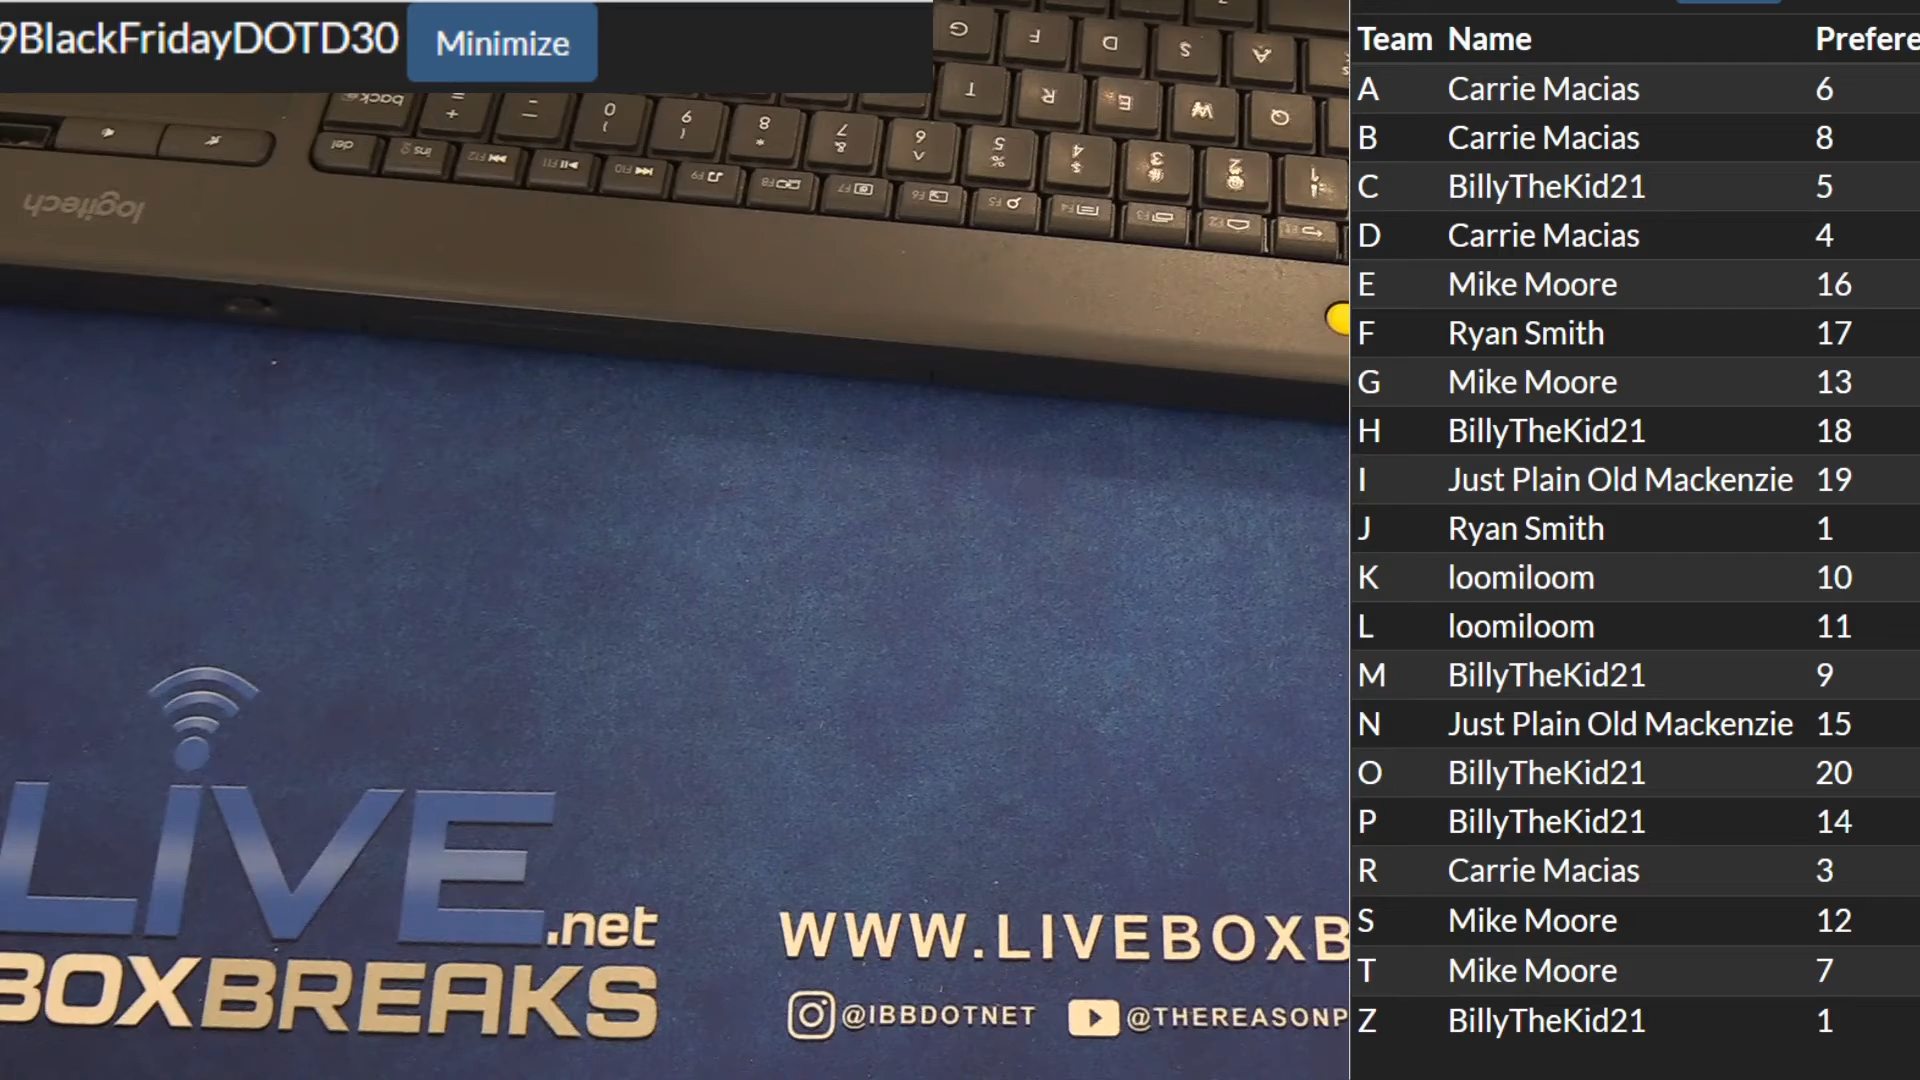 9BlackFridayDOTD30 Minimize
logitech
LIVE.net
BOXBREAKS
WWW.LIVEBOXB
@IBBDOTNET @THEREASONP
Team Name Prefere
A Carrie Macias 6
B Carrie Macias 8
C BillyTheKid21 5
D Carrie Macias 4
E Mike Moore 16
F Ryan Smith 17
G Mike Moore 13
H BillyTheKid21 18
I Just Plain Old Mackenzie 19
J Ryan Smith 1
K loomiloom 10
L loomiloom 11
M BillyTheKid21 9
N Just Plain Old Mackenzie 15
O BillyTheKid21 20
P BillyTheKid21 14
R Carrie Macias 3
S Mike Moore 12
T Mike Moore 7
Z BillyTheKid21 1